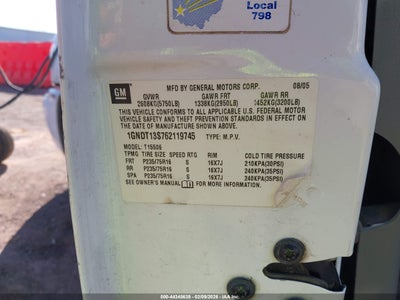 Local
798
GM
MFD BY GENERAL MOTORS CORP. 08/05
GVWR GAWR FRT GAWR RR
2608KG(5750LB) 1338KG(2950LB) 1452KG(3200LB)
THIS VEHICLE CONFORMS TO ALL APPLICABLE U.S. FEDERAL MOTOR
VEHICLE SAFETY AND THEFT PREVENTION STANDARDS IN EFFECT ON
THE DATE OF MANUFACTURE SHOWN ABOVE.
1GNDT13S762119745 TYPE: M.P.V.
MODEL: T15506
TPMS TIRE SIZE SPEED RTG RIM COLD TIRE PRESSURE
FRT P235/75R16 S 16X7J 210KPA(30PSI)
RR P235/75R16 S 16X7J 240KPA(35PSI)
SPA P235/75R16 S 16X7J 240KPA(35PSI)
SEE OWNER'S MANUAL FOR MORE INFORMATION.